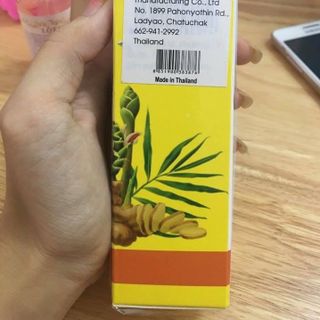 manufacturing Co., Ltd
No. 1899 Pahonyothin Rd.,
Ladyao, Chatuchak
662-941-2992
Thailand
Made in Thailand